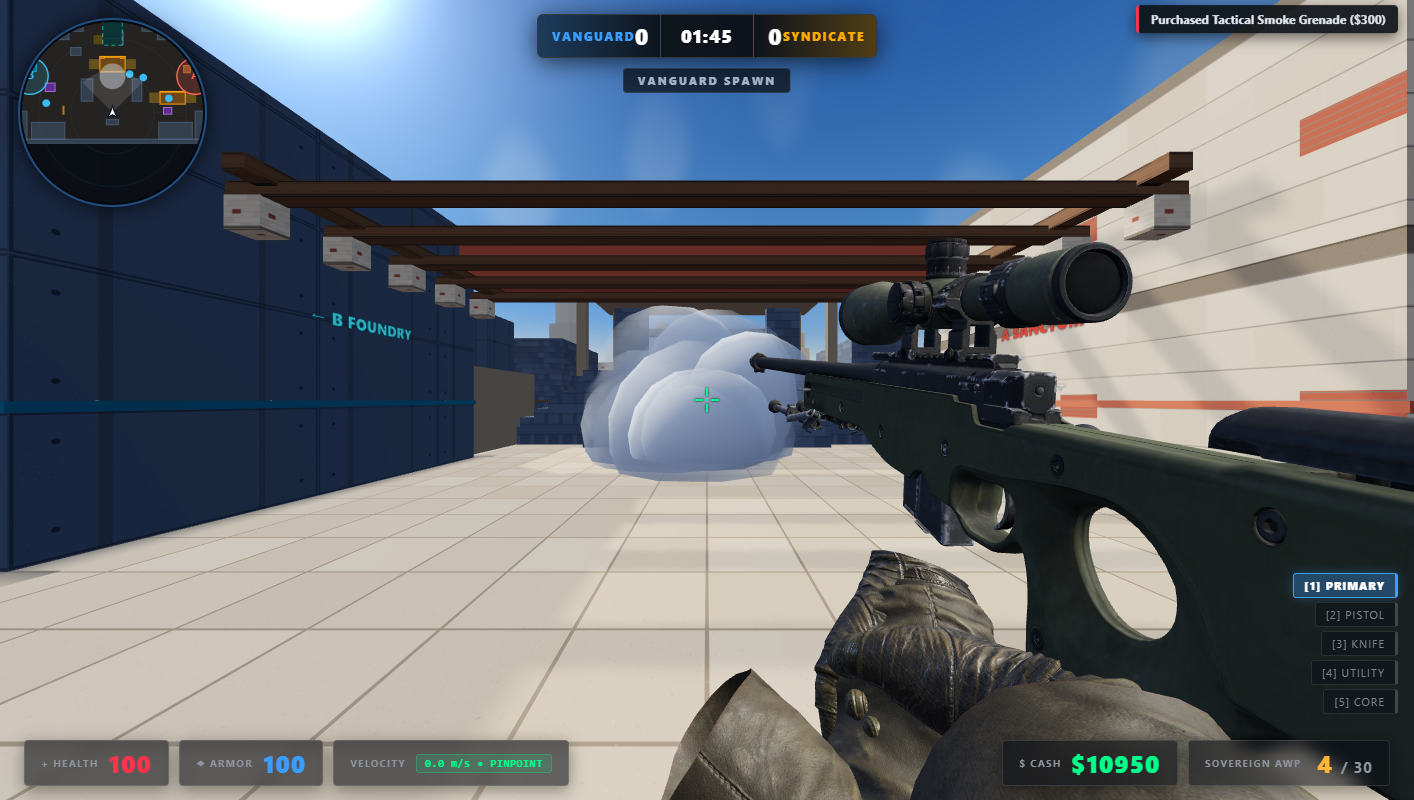 Purchased Tactical Smoke Grenade ($300)
VANGUARD 0 01:45 0 SYNDICATE
VANGUARD SPAWN
B
A
← B FOUNDRY
A SANCTUM
[1] PRIMARY
[2] PISTOL
[3] KNIFE
[4] UTILITY
[5] CORE
+ HEALTH 100
◆ ARMOR 100
VELOCITY 0.0 m/s • PINPOINT
$ CASH $10950
SOVEREIGN AWP 4 / 30